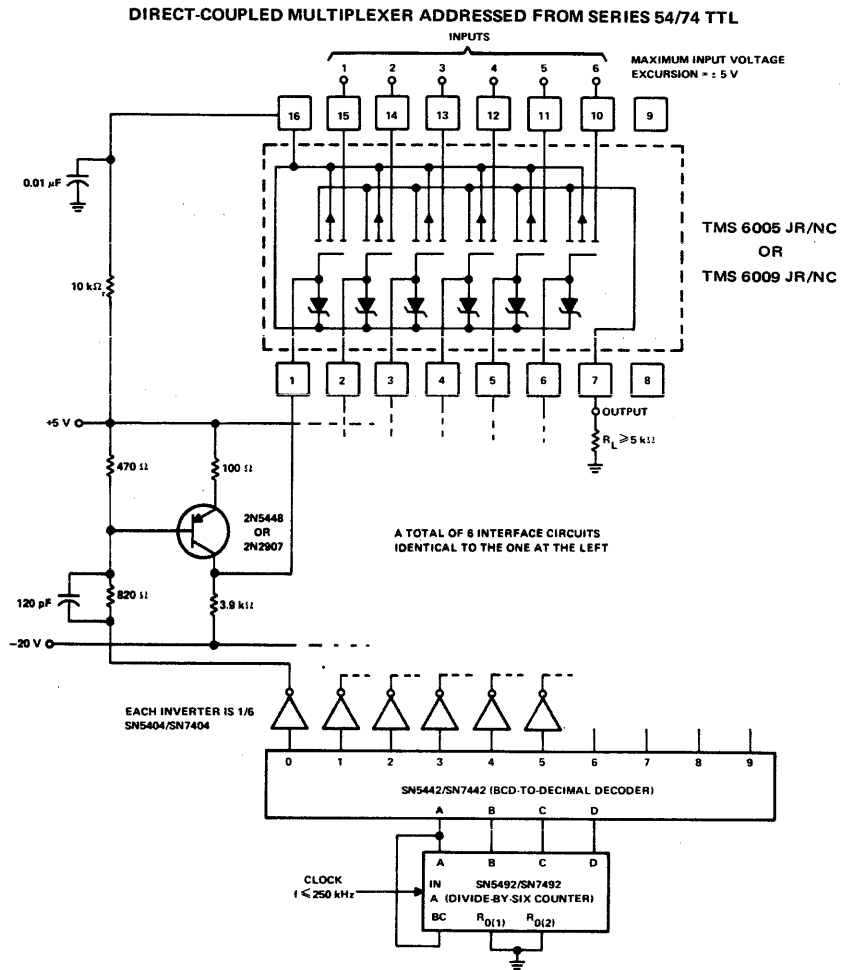 DIRECT-COUPLED MULTIPLEXER ADDRESSED FROM SERIES 54/74 TTL
INPUTS
MAXIMUM INPUT VOLTAGE
EXCURSION = ± 5 V
1 2 3 4 5 6
16 15 14 13 12 11 10 9
0.01 μF
TMS 6005 JR/NC
OR
TMS 6009 JR/NC
10 kΩ
1 2 3 4 5 6 7 8
+5 V
OUTPUT
R_L ≥ 5 kΩ
470 Ω
100 Ω
2N5448
OR
2N2907
A TOTAL OF 6 INTERFACE CIRCUITS
IDENTICAL TO THE ONE AT THE LEFT
120 pF
820 Ω
3.9 kΩ
-20 V
EACH INVERTER IS 1/6
SN5404/SN7404
0 1 2 3 4 5 6 7 8 9
SN5442/SN7442 (BCD-TO-DECIMAL DECODER)
A B C D
A B C D
CLOCK
f ≤ 250 kHz
IN
A
SN5492/SN7492
(DIVIDE-BY-SIX COUNTER)
BC R0(1) R0(2)